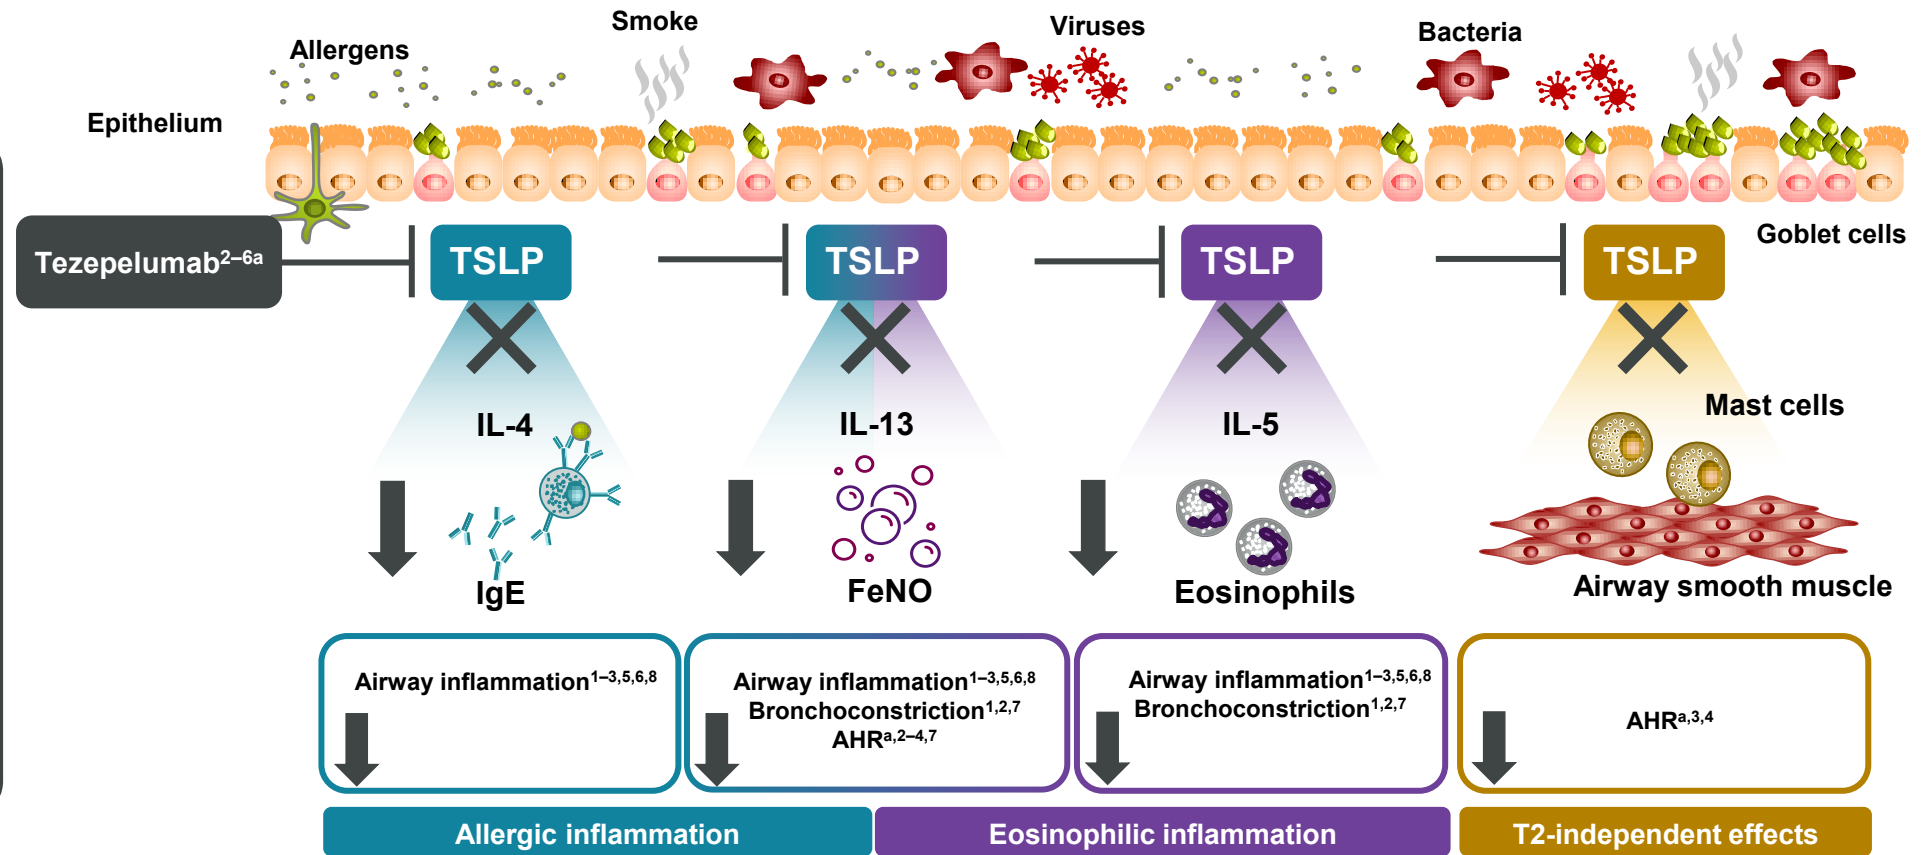 Smoke
Viruses
Bacteria
Allergens
Epithelium
Goblet cells
Tezepelumab2–6a
TSLP
TSLP
TSLP
TSLP
IL-4
IL-13
IL-5
Mast cells
IgE
FeNO
Eosinophils
Airway smooth muscle
Airway inflammation1–3,5,6,8
Airway inflammation1–3,5,6,8
Bronchoconstriction1,2,7
AHRa,2–4,7
Airway inflammation1–3,5,6,8
Bronchoconstriction1,2,7
AHRa,3,4
Allergic inflammation
Eosinophilic inflammation
T2-independent effects